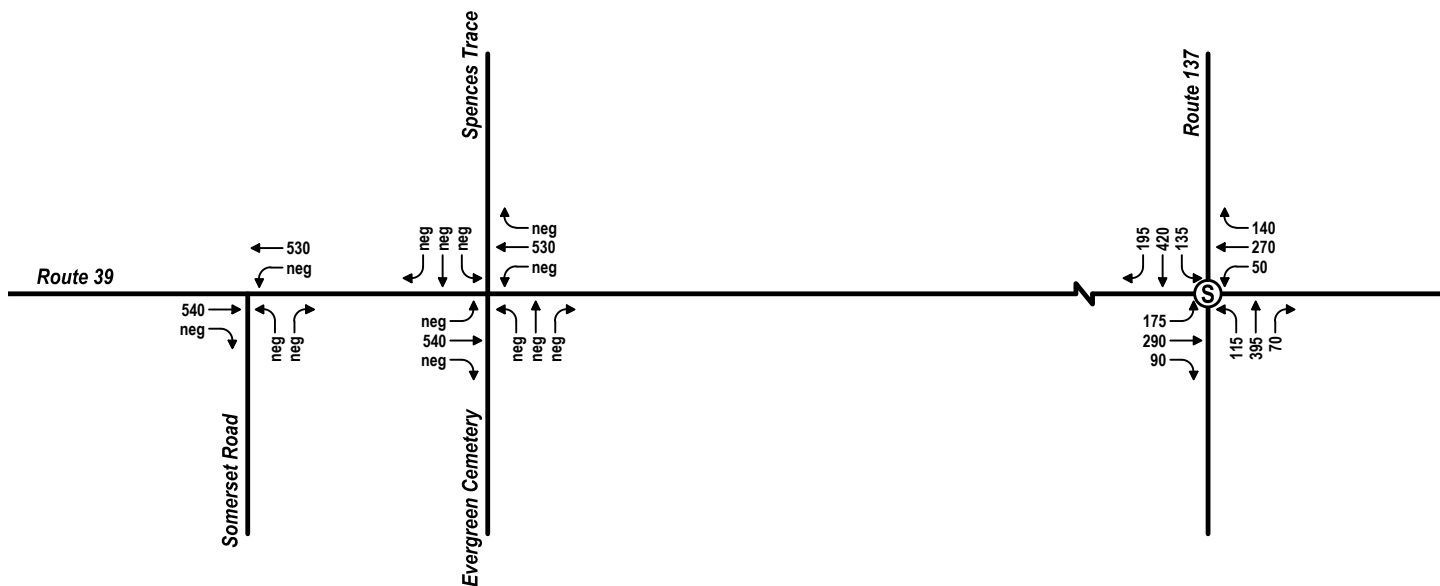 Spences Trace
Route 137
neg
530
neg
530
neg
neg
neg
neg
neg
195
420
135
140
270
50
Route 39
S
540
neg
neg
neg
neg
540
neg
neg
neg
neg
175
290
90
115
395
70
Somerset Road
Evergreen Cemetery